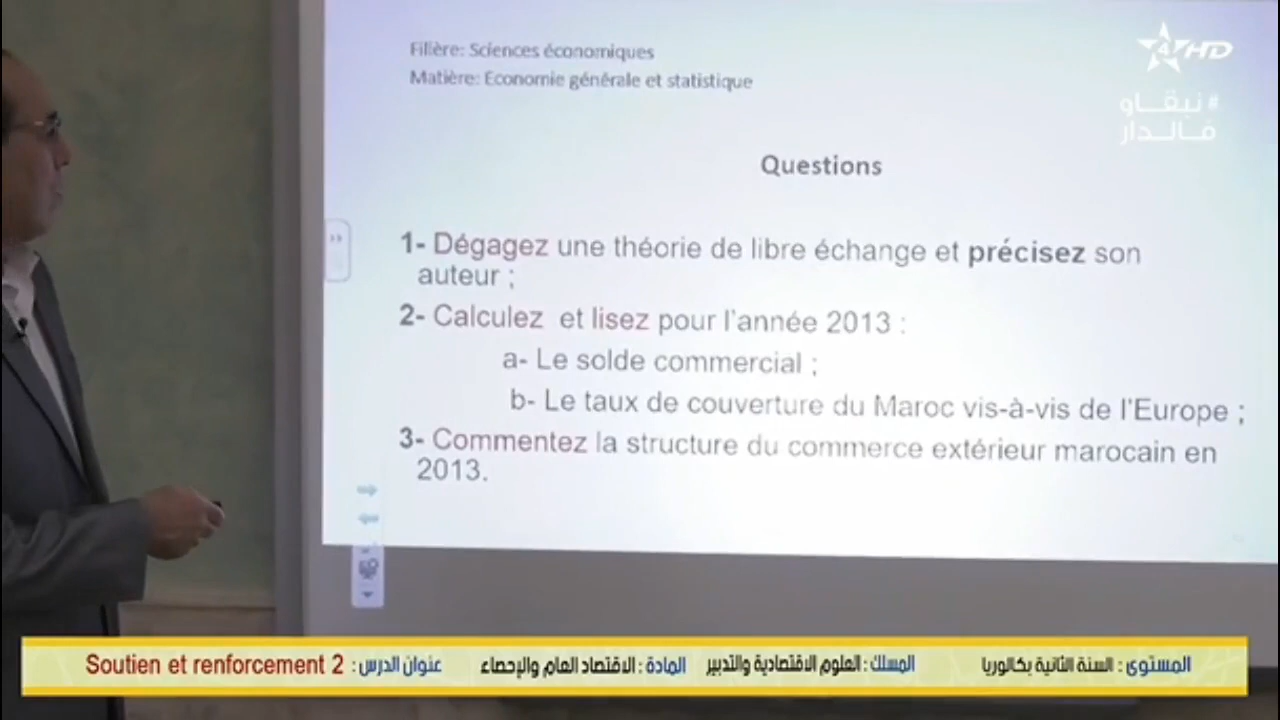 Filière: Sciences économiques
Matière: Economie générale et statistique
4 HD
# نبقاو
فالدار
Questions
1- Dégagez une théorie de libre échange et précisez son
auteur ;
2- Calculez et lisez pour l'année 2013 :
a- Le solde commercial ;
b- Le taux de couverture du Maroc vis-à-vis de l'Europe ;
3- Commentez la structure du commerce extérieur marocain en
2013.
المستوى : السنة الثانية بكالوريا
المسلك : العلوم الاقتصادية والتدبير
المادة : الاقتصاد العام والإحصاء
عنوان الدرس : Soutien et renforcement 2